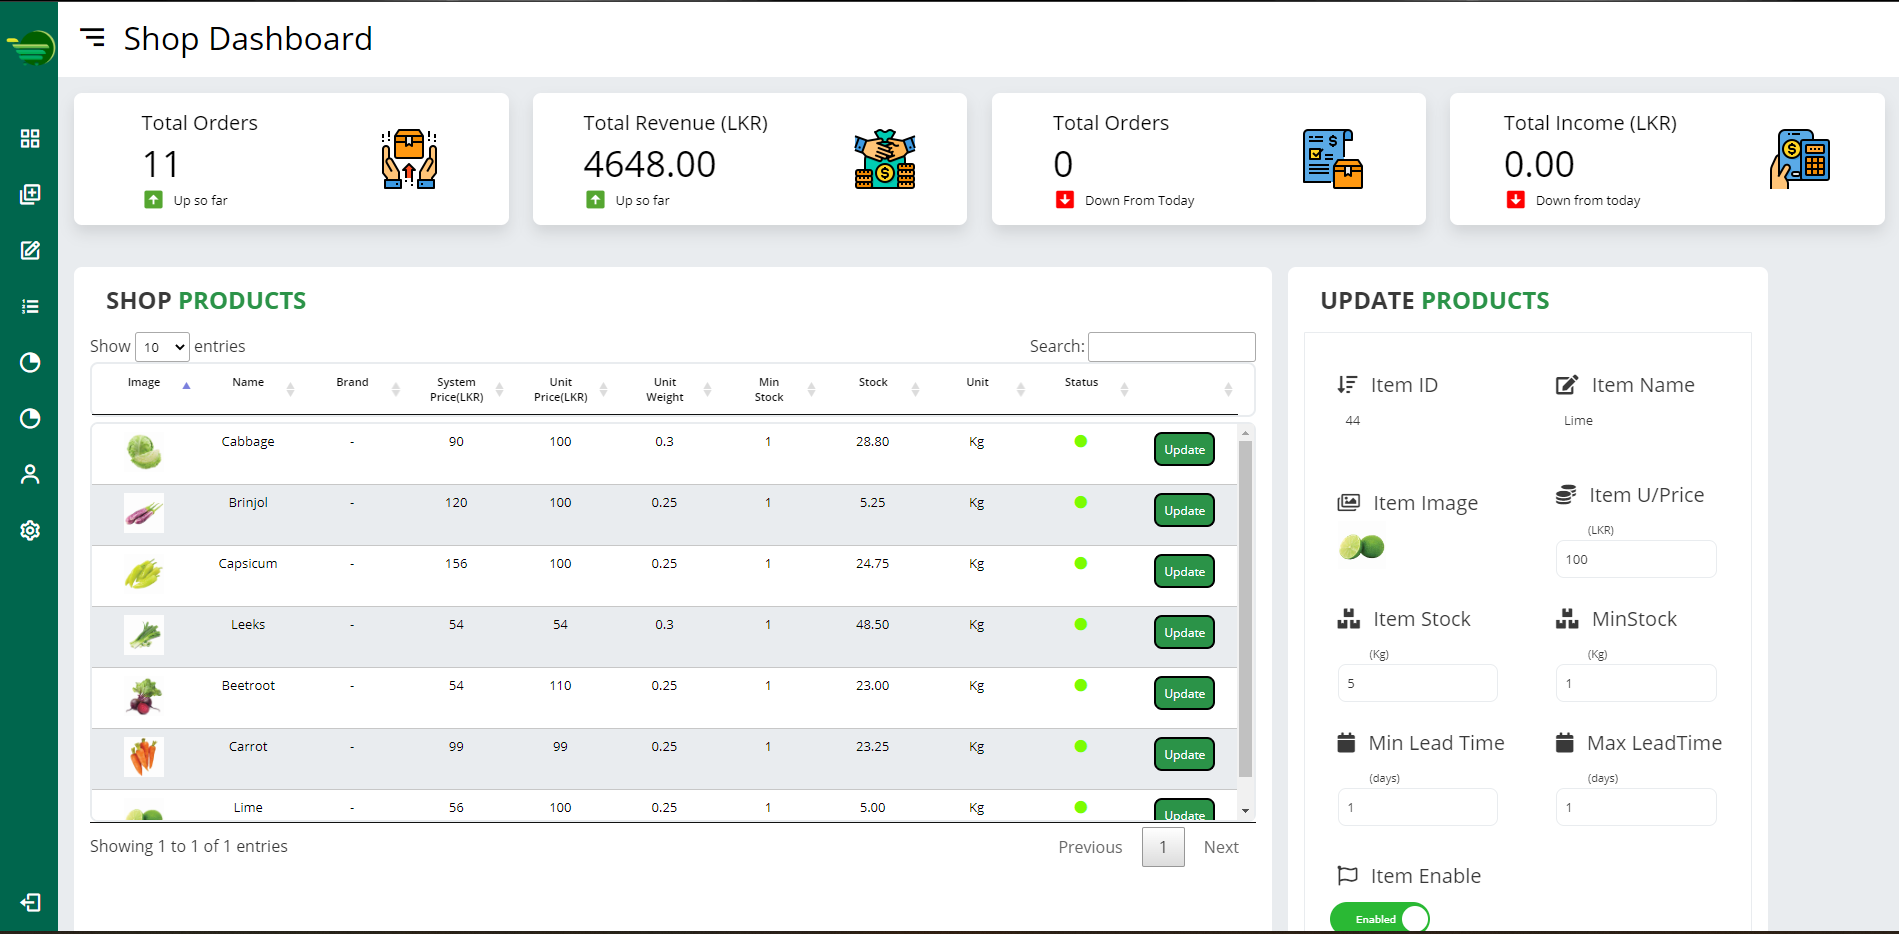 Shop Dashboard
Total Orders
11
Up so far
Total Revenue (LKR)
4648.00
Up so far
Total Orders
0
Down From Today
Total Income (LKR)
0.00
Down from today
SHOP PRODUCTS
Show 10 entries
Search:
Image Name Brand System Price(LKR) Unit Price(LKR) Unit Weight Min Stock Stock Unit Status
Cabbage - 90 100 0.3 1 28.80 Kg Update
Brinjol - 120 100 0.25 1 5.25 Kg Update
Capsicum - 156 100 0.25 1 24.75 Kg Update
Leeks - 54 54 0.3 1 48.50 Kg Update
Beetroot - 54 110 0.25 1 23.00 Kg Update
Carrot - 99 99 0.25 1 23.25 Kg Update
Lime - 56 100 0.25 1 5.00 Kg Update
Showing 1 to 1 of 1 entries
Previous 1 Next
UPDATE PRODUCTS
Item ID
44
Item Name
Lime
Item Image
Item U/Price
(LKR)
100
Item Stock
(Kg)
5
MinStock
(Kg)
1
Min Lead Time
(days)
1
Max LeadTime
(days)
1
Item Enable
Enabled